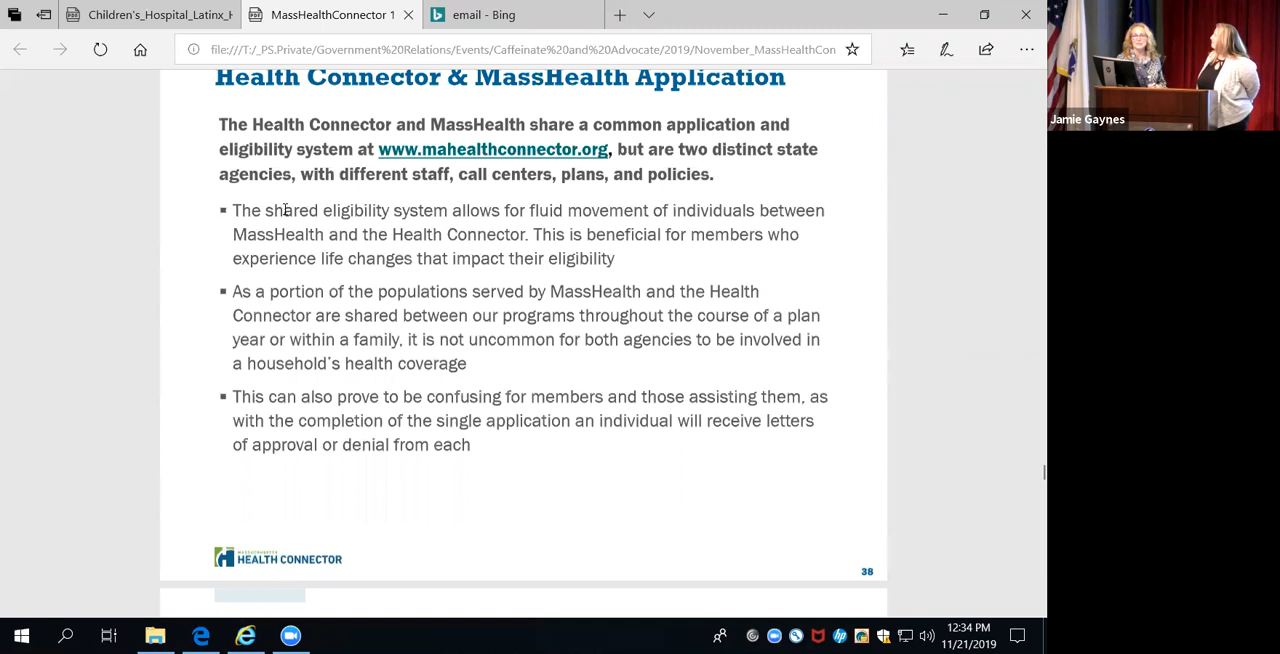 Children's_Hospital_Latinx_H
MassHealthConnector 1
email - Bing
file:///T:/_PS.Private/Government%20Relations/Events/Caffeinate%20and%20Advocate/2019/November_MassHealthCon
Health Connector & MassHealth Application
The Health Connector and MassHealth share a common application and
eligibility system at www.mahealthconnector.org, but are two distinct state
agencies, with different staff, call centers, plans, and policies.
▪ The shared eligibility system allows for fluid movement of individuals between
MassHealth and the Health Connector. This is beneficial for members who
experience life changes that impact their eligibility
▪ As a portion of the populations served by MassHealth and the Health
Connector are shared between our programs throughout the course of a plan
year or within a family, it is not uncommon for both agencies to be involved in
a household's health coverage
▪ This can also prove to be confusing for members and those assisting them, as
with the completion of the single application an individual will receive letters
of approval or denial from each
MASSACHUSETTS
HEALTH CONNECTOR
38
Jamie Gaynes
12:34 PM
11/21/2019